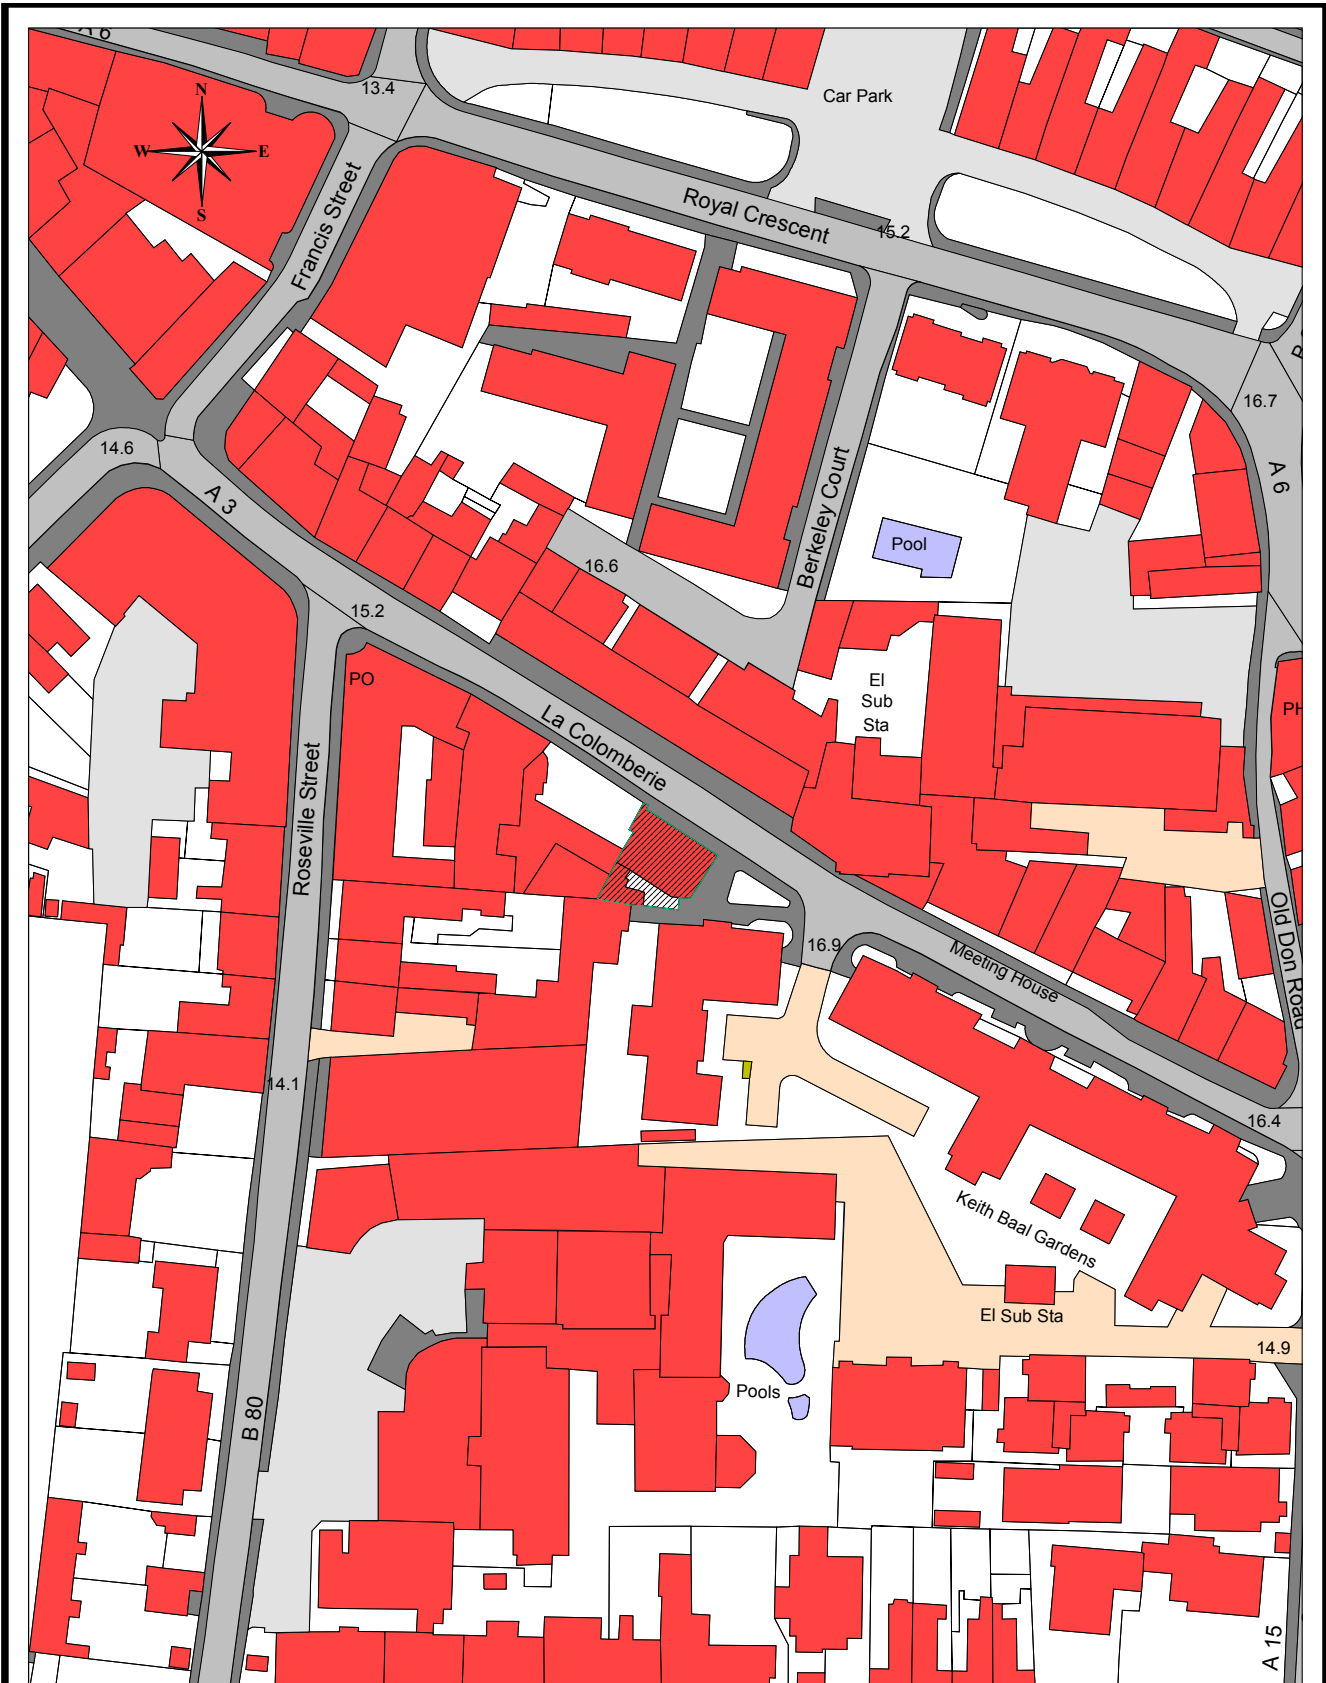 A 6
13.4
N
W
E
S
Car Park
Francis Street
Royal Crescent
15.2
16.7
14.6
A 3
A 6
Berkeley Court
Pool
16.6
15.2
PO
El
Sub
Sta
PH
La Colomberie
Roseville Street
16.9
Meeting House
Old Don Road
14.1
16.4
Keith Baal Gardens
El Sub Sta
14.9
Pools
B 80
A 15